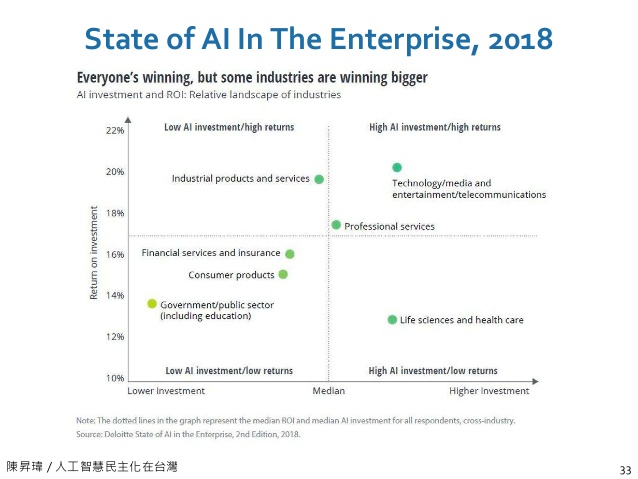 State of AI In The Enterprise, 2018
Everyone's winning, but some industries are winning bigger
AI investment and ROI: Relative landscape of industries
Low AI investment/high returns
High AI investment/high returns
22%
20%
18%
16%
14%
12%
10%
Return on investment
Industrial products and services
Technology/media and
entertainment/telecommunications
Professional services
Financial services and insurance
Consumer products
Government/public sector
(including education)
Life sciences and health care
Low AI investment/low returns
High AI investment/low returns
Lower investment
Median
Higher investment
Note: The dotted lines in the graph represent the median ROI and median AI investment for all respondents, cross-industry.
Source: Deloitte State of AI in the Enterprise, 2nd Edition, 2018.
陳昇瑋 / 人工智慧民主化在台灣
33